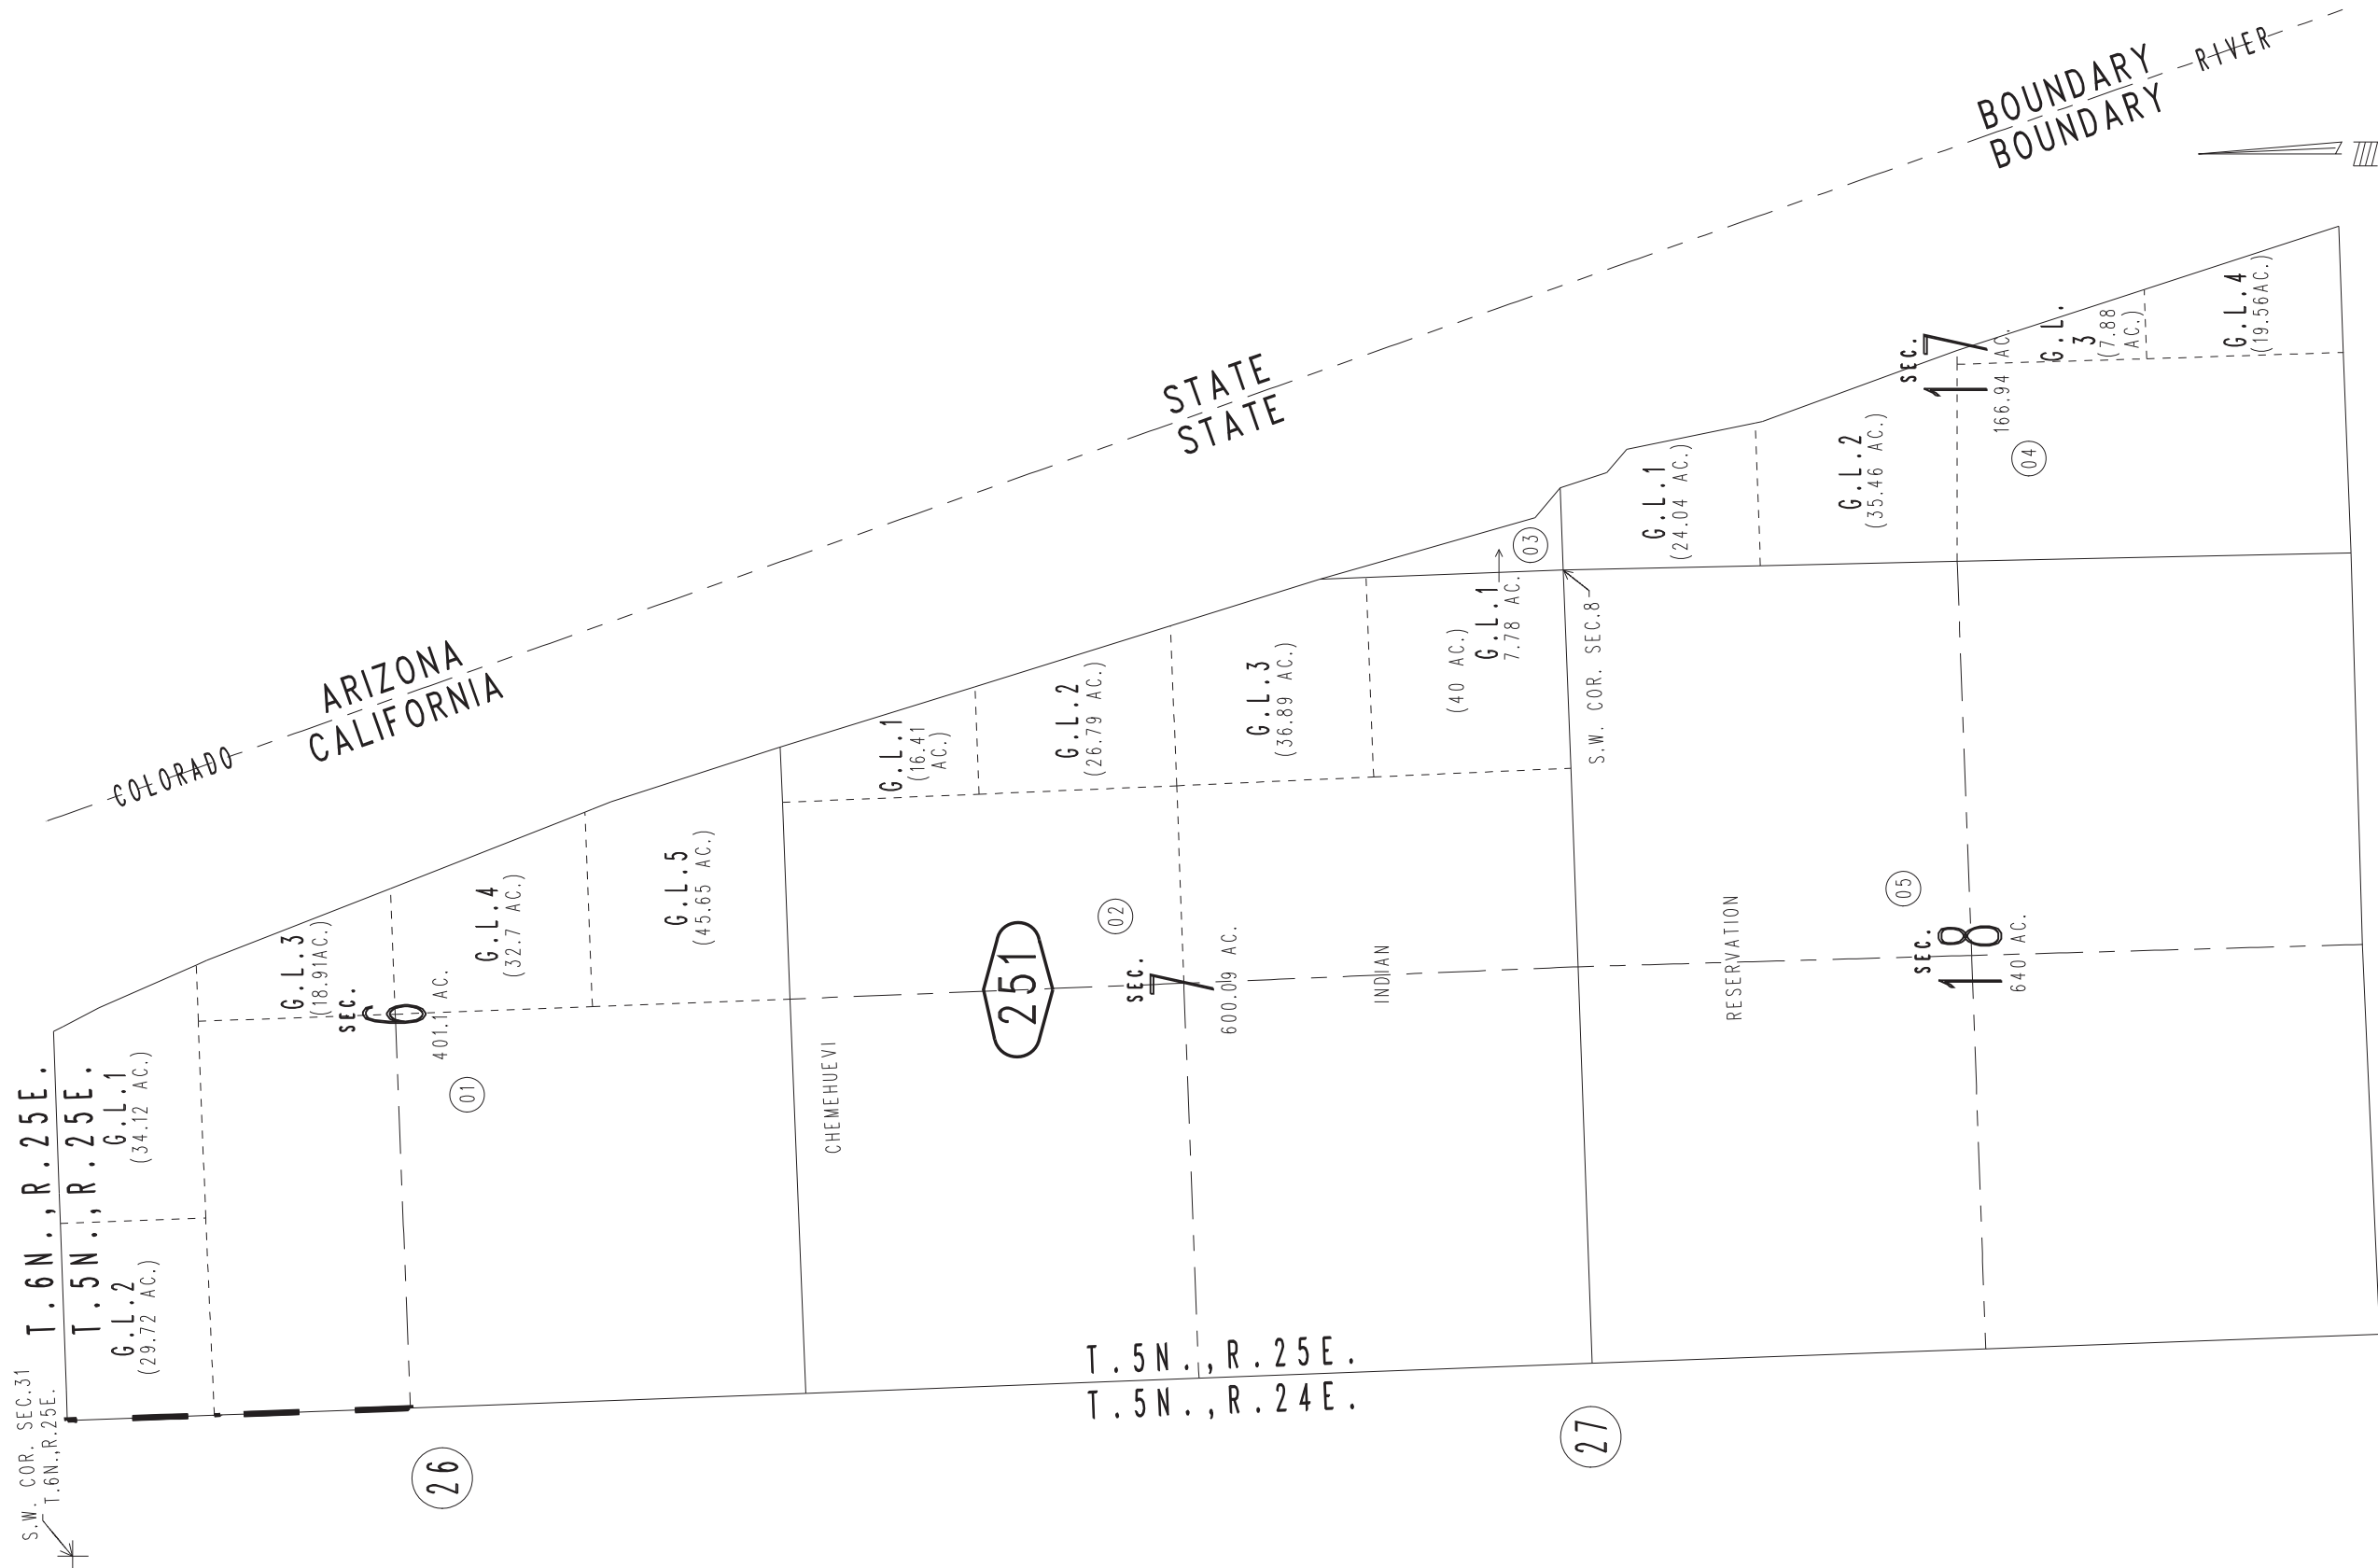 COLORADO
ARIZONA
CALIFORNIA
STATE
STATE
BOUNDARY
BOUNDARY
RIVER
S.W. COR. SEC.31
T.6N.,R.25E.
T.6N.,R.25E.
T.5N.,R.25E.
G.L.2
(29.72 AC.)
G.L.1
(34.12 AC.)
G.L.3
(18.91AC.)
SEC.
6
401.1 AC.
01
G.L.4
(32.7 AC.)
G.L.5
(45.65 AC.)
CHEMEHUEVI
G.L.1
(16.41
AC.)
251
G.L.2
(26.79 AC.)
02
SEC.
7
600.09 AC.
G.L.3
(36.89 AC.)
INDIAN
(40 AC.)
G.L.1
7.78 AC.
03
S.W. COR. SEC.8
G.L.1
(24.04 AC.)
RESERVATION
G.L.2
(35.46 AC.)
SEC.
17
166.94 AC.
04
G.L.
3
(7.88
AC.)
G.L.4
(19.56AC.)
05
SEC.
18
640 AC.
T.5N.,R.25E.
T.5N.,R.24E.
26
27